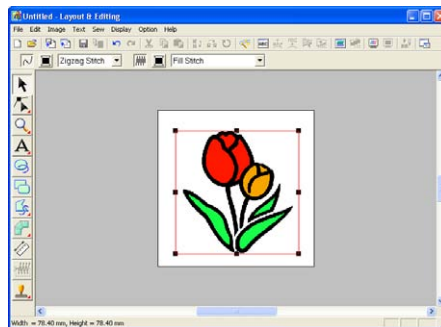 Untitled - Layout & Editing
File Edit Image Text Sew Display Option Help
ABC
Zigzag Stitch Fill Stitch
A
Width = 78.40 mm, Height = 78.40 mm